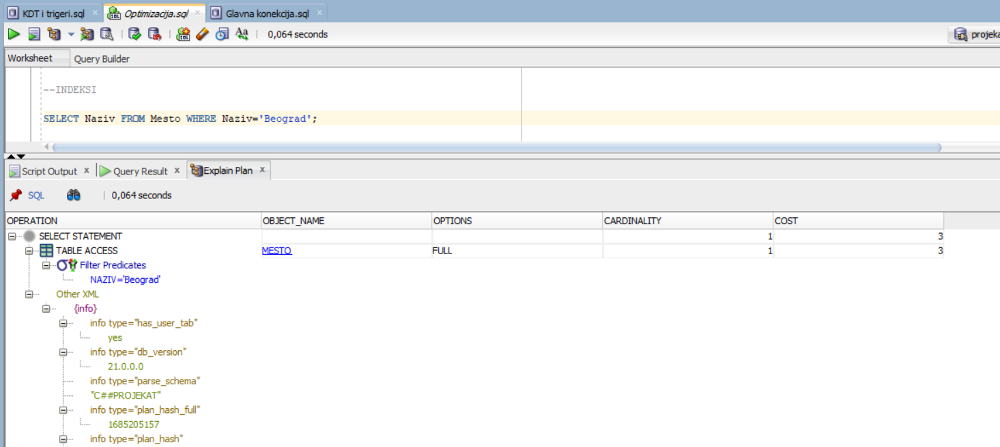 KDT i trigeri.sql × Optimizacija.sql × Glavna konekcija.sql ×
0,064 seconds
Worksheet Query Builder
--INDEKSI
SELECT Naziv FROM Mesto WHERE Naziv='Beograd';
Script Output x Query Result x Explain Plan x
SQL 0,064 seconds
OPERATION OBJECT_NAME OPTIONS CARDINALITY COST
SELECT STATEMENT 1 3
TABLE ACCESS MESTO FULL 1 3
Filter Predicates
NAZIV='Beograd'
Other XML
{info}
info type="has_user_tab"
yes
info type="db_version"
21.0.0.0
info type="parse_schema"
"C##PROJEKAT"
info type="plan_hash_full"
1685205157
info type="plan_hash"